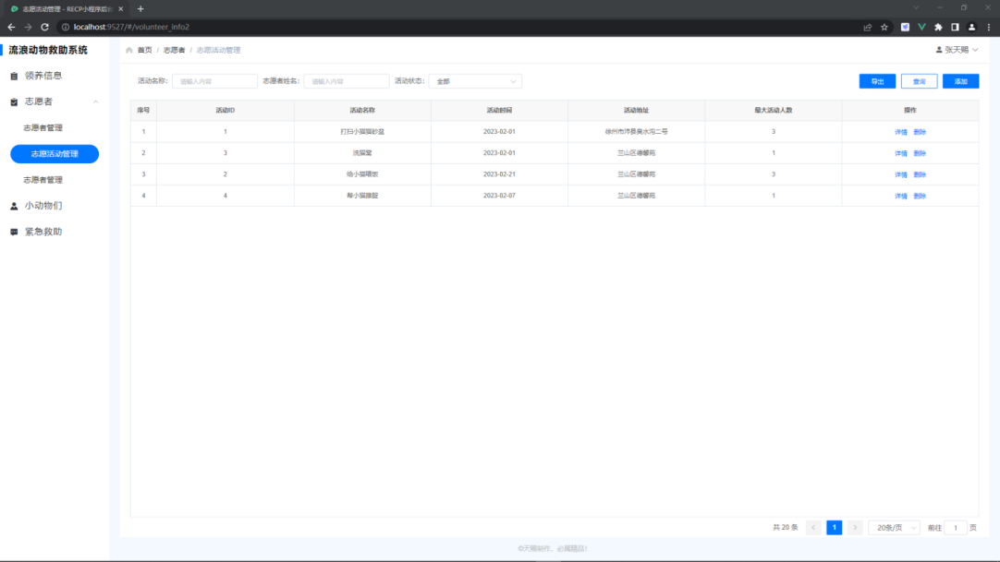 志愿活动管理 - RECP小程序后
localhost:9527/#/volunteer_info2
流浪动物救助系统
首页 / 志愿者 / 志愿活动管理
张天赐
领养信息
志愿者
志愿者管理
志愿活动管理
志愿者管理
小动物们
紧急救助
活动名称: 请输入内容 志愿者姓名: 请输入内容 活动状态: 全部 导出 查询 添加
序号 活动ID 活动名称 活动时间 活动地址 最大活动人数 操作
1 1 打扫小猫猫砂盆 2023-02-01 徐州市沛县臭水沟二号 3 详情 删除
2 3 洗猫窝 2023-02-01 兰山区德馨苑 1 详情 删除
3 2 给小猫喂饭 2023-02-21 兰山区德馨苑 3 详情 删除
4 4 帮小猫搬 2023-02-07 兰山区德馨苑 1 详情 删除
共 20 条 1 20条/页 前往 1 页
©天赐制作，必属精品！